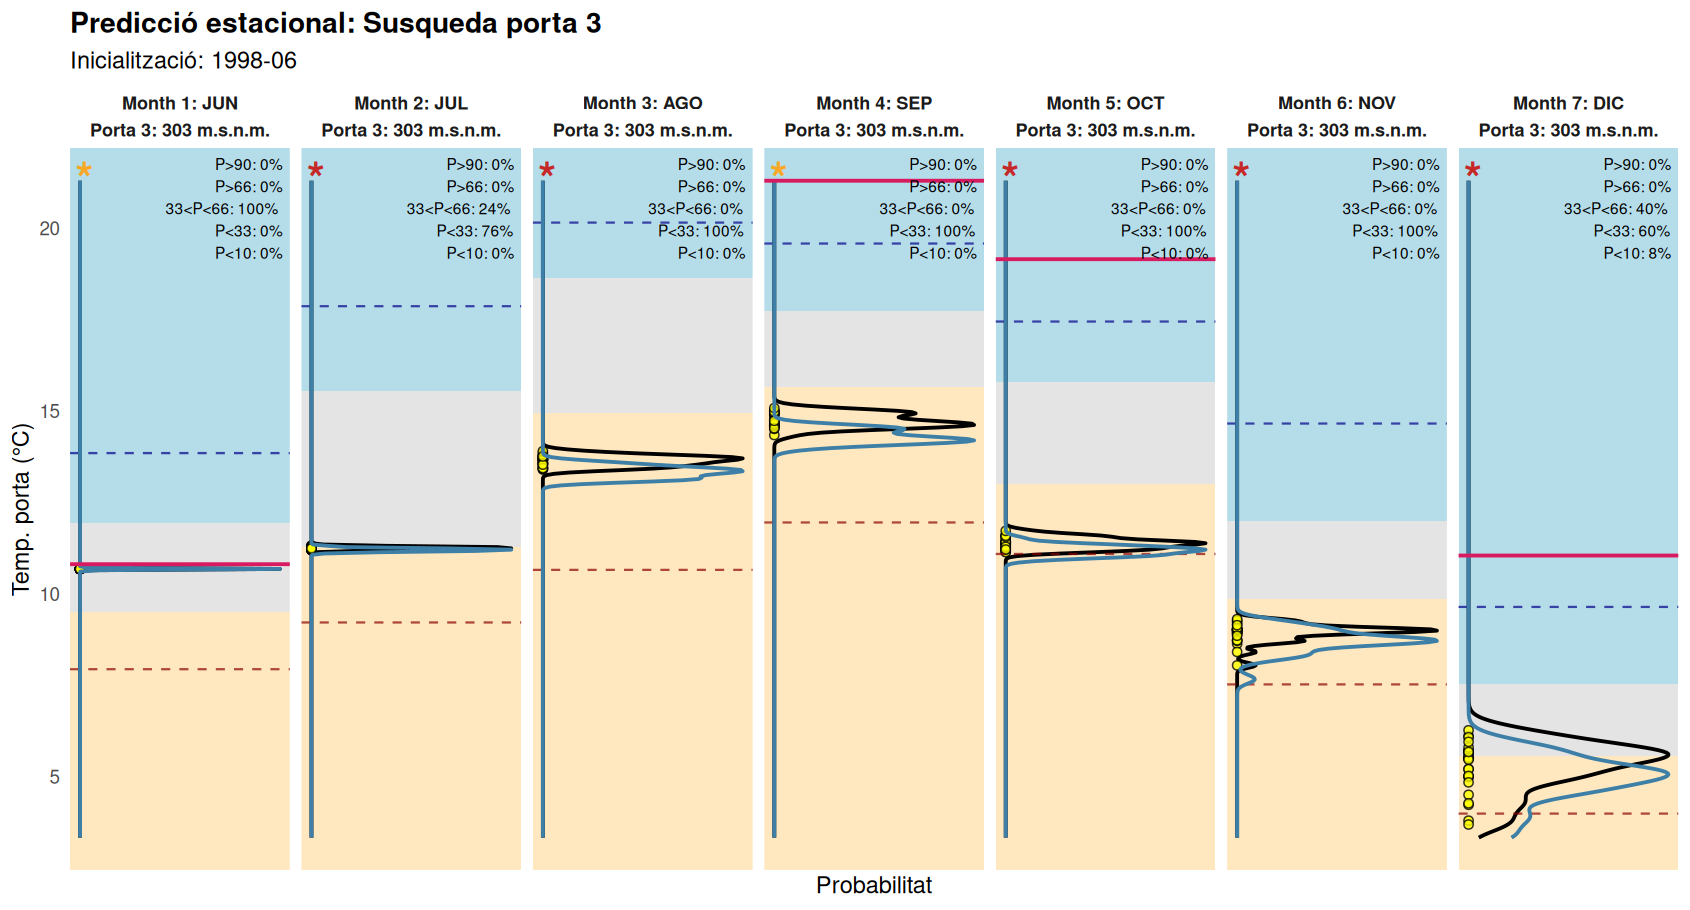 Predicció estacional: Susqueda porta 3
Inicialització: 1998-06
Month 1: JUN
Porta 3: 303 m.s.n.m.
Month 2: JUL
Porta 3: 303 m.s.n.m.
Month 3: AGO
Porta 3: 303 m.s.n.m.
Month 4: SEP
Porta 3: 303 m.s.n.m.
Month 5: OCT
Porta 3: 303 m.s.n.m.
Month 6: NOV
Porta 3: 303 m.s.n.m.
Month 7: DIC
Porta 3: 303 m.s.n.m.
*
P>90: 0%
P>66: 0%
33<P<66: 100%
P<33: 0%
P<10: 0%
*
P>90: 0%
P>66: 0%
33<P<66: 24%
P<33: 76%
P<10: 0%
*
P>90: 0%
P>66: 0%
33<P<66: 0%
P<33: 100%
P<10: 0%
*
P>90: 0%
P>66: 0%
33<P<66: 0%
P<33: 100%
P<10: 0%
*
P>90: 0%
P>66: 0%
33<P<66: 0%
P<33: 100%
P<10: 0%
*
P>90: 0%
P>66: 0%
33<P<66: 0%
P<33: 100%
P<10: 0%
*
P>90: 0%
P>66: 0%
33<P<66: 40%
P<33: 60%
P<10: 8%
20
15
10
5
Temp. porta (°C)
Probabilitat